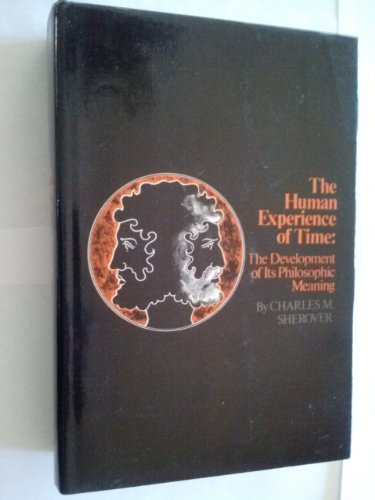 The
Human
Experience
of Time:
The Development
of Its Philosophic
Meaning
By CHARLES M.
SHEROVER